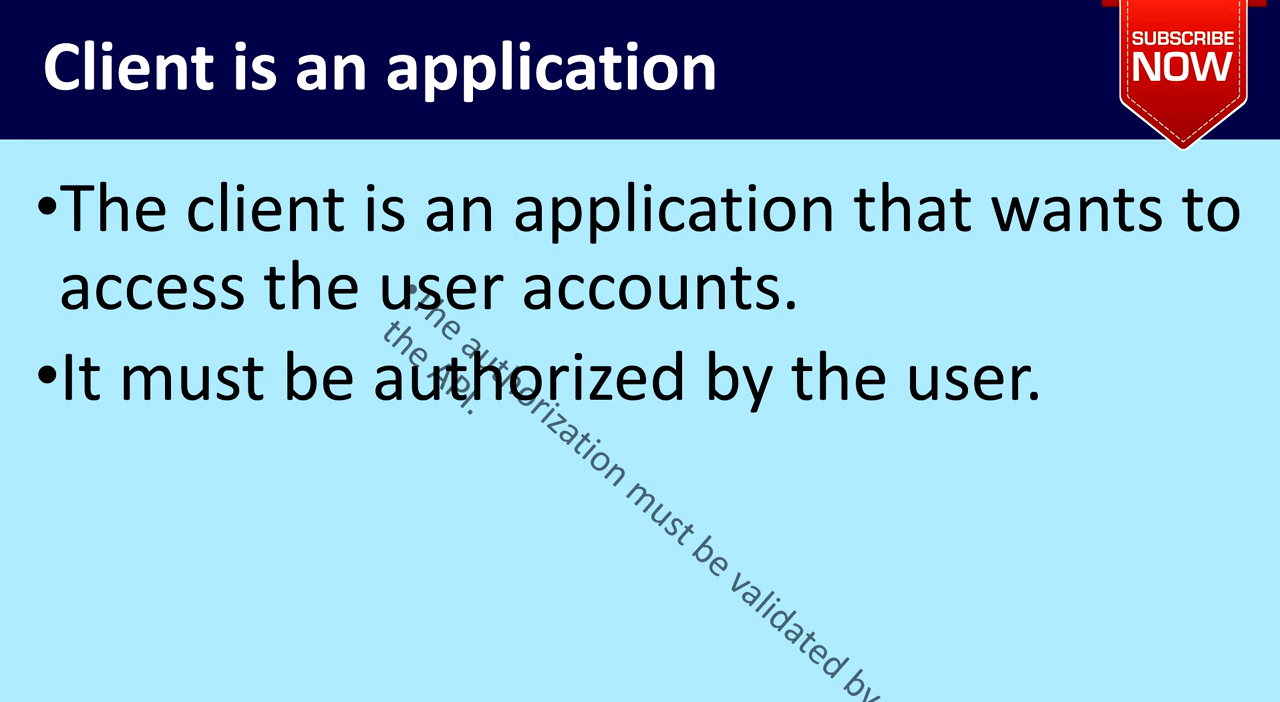 Client is an application
SUBSCRIBE
NOW
•The client is an application that wants to
access the user accounts.
•It must be authorized by the user.
•The authorization must be validated by
the API.